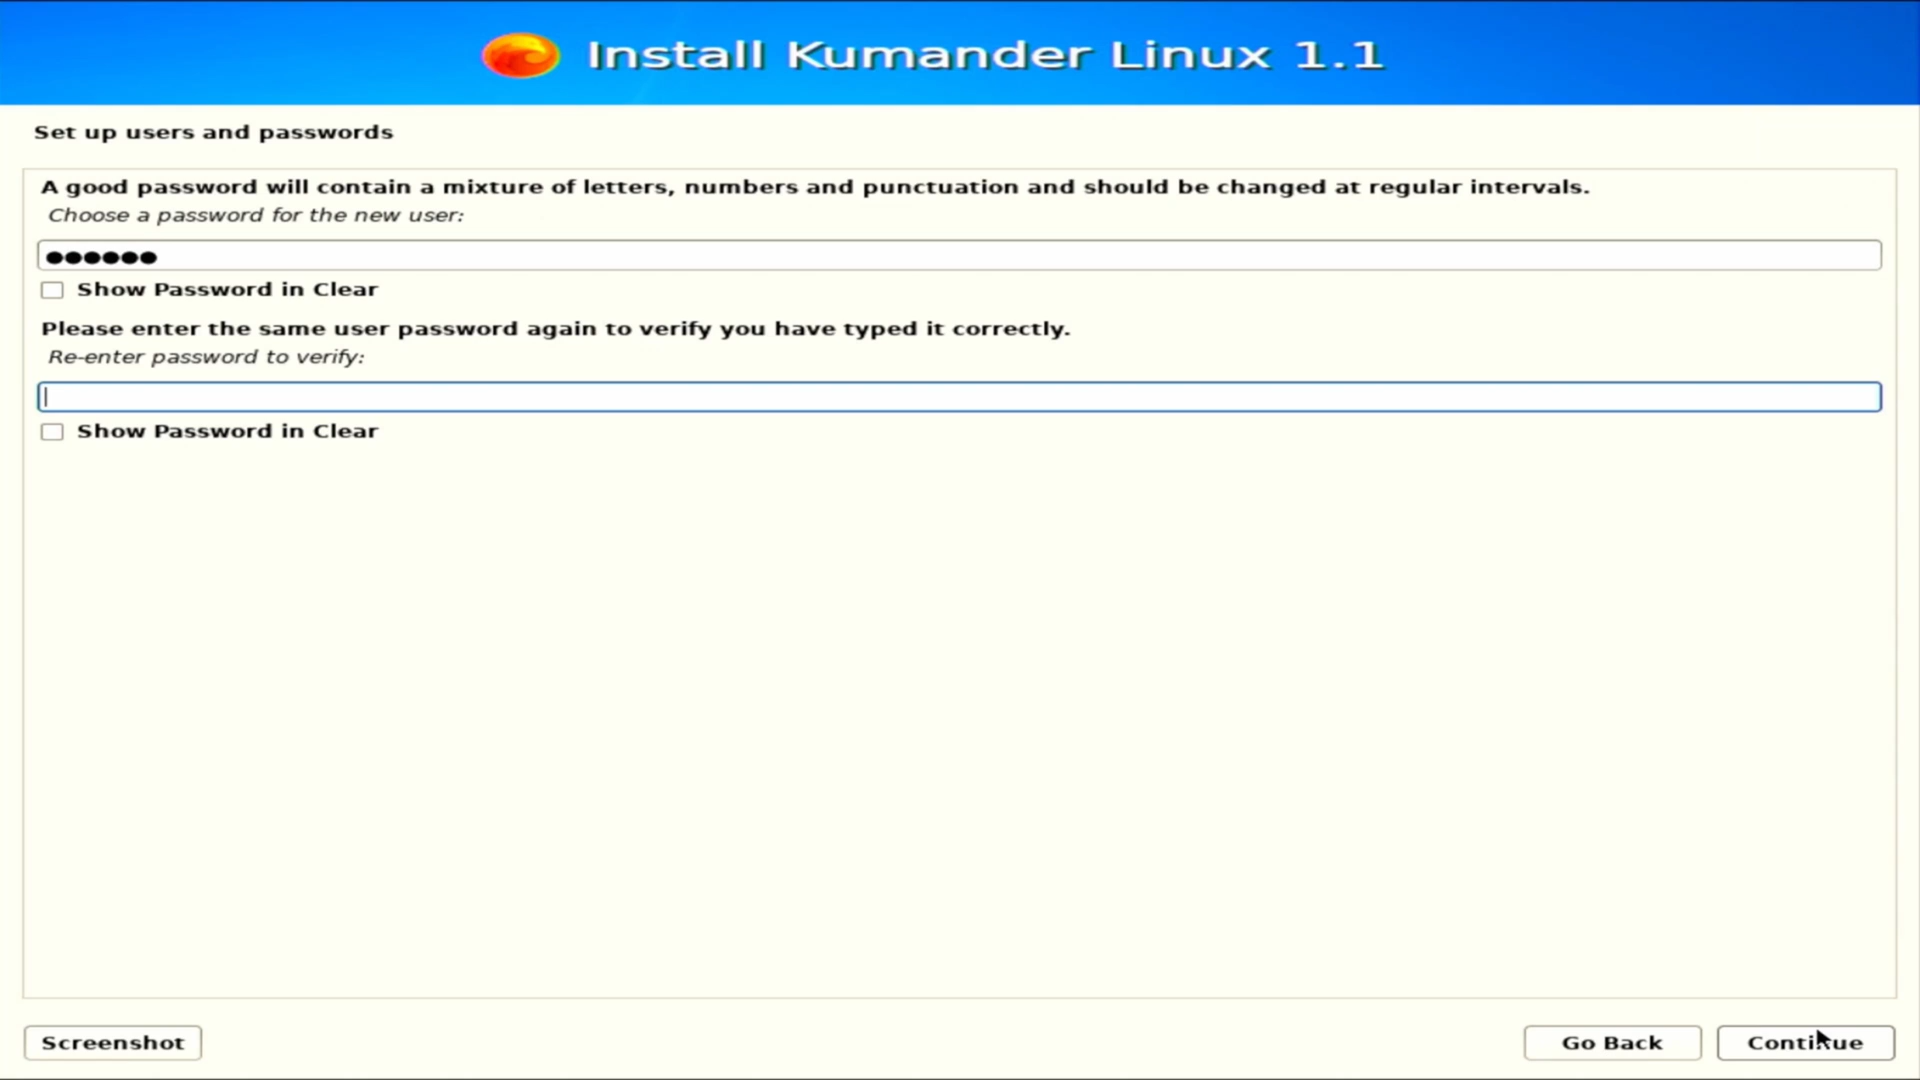 Install Kumander Linux 1.1
Set up users and passwords
A good password will contain a mixture of letters, numbers and punctuation and should be changed at regular intervals.
Choose a password for the new user:
●●●●●●
Show Password in Clear
Please enter the same user password again to verify you have typed it correctly.
Re-enter password to verify:
Show Password in Clear
Screenshot
Go Back
Continue